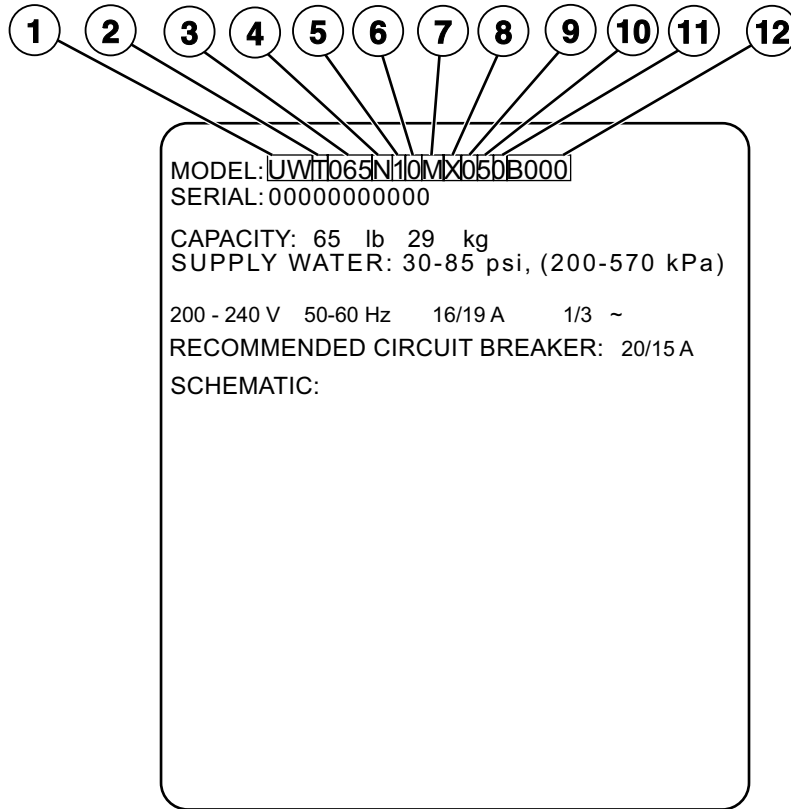 1 2 3 4 5 6 7 8 9 10 11 12
MODEL: UWT065N10MX050B000
SERIAL: 00000000000
CAPACITY: 65 lb 29 kg
SUPPLY WATER: 30-85 psi, (200-570 kPa)
200 - 240 V 50-60 Hz 16/19 A 1/3 ~
RECOMMENDED CIRCUIT BREAKER: 20/15 A
SCHEMATIC: